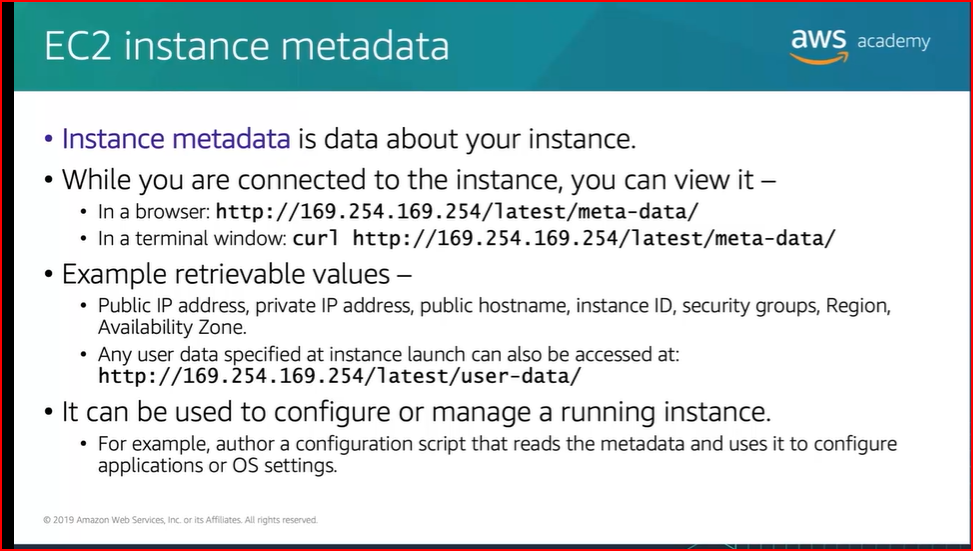 EC2 instance metadata
aws academy
• Instance metadata is data about your instance.
• While you are connected to the instance, you can view it –
• In a browser: http://169.254.169.254/latest/meta-data/
• In a terminal window: curl http://169.254.169.254/latest/meta-data/
• Example retrievable values –
• Public IP address, private IP address, public hostname, instance ID, security groups, Region,
Availability Zone.
• Any user data specified at instance launch can also be accessed at:
http://169.254.169.254/latest/user-data/
• It can be used to configure or manage a running instance.
• For example, author a configuration script that reads the metadata and uses it to configure
applications or OS settings.
© 2019 Amazon Web Services, Inc. or its Affiliates. All rights reserved.